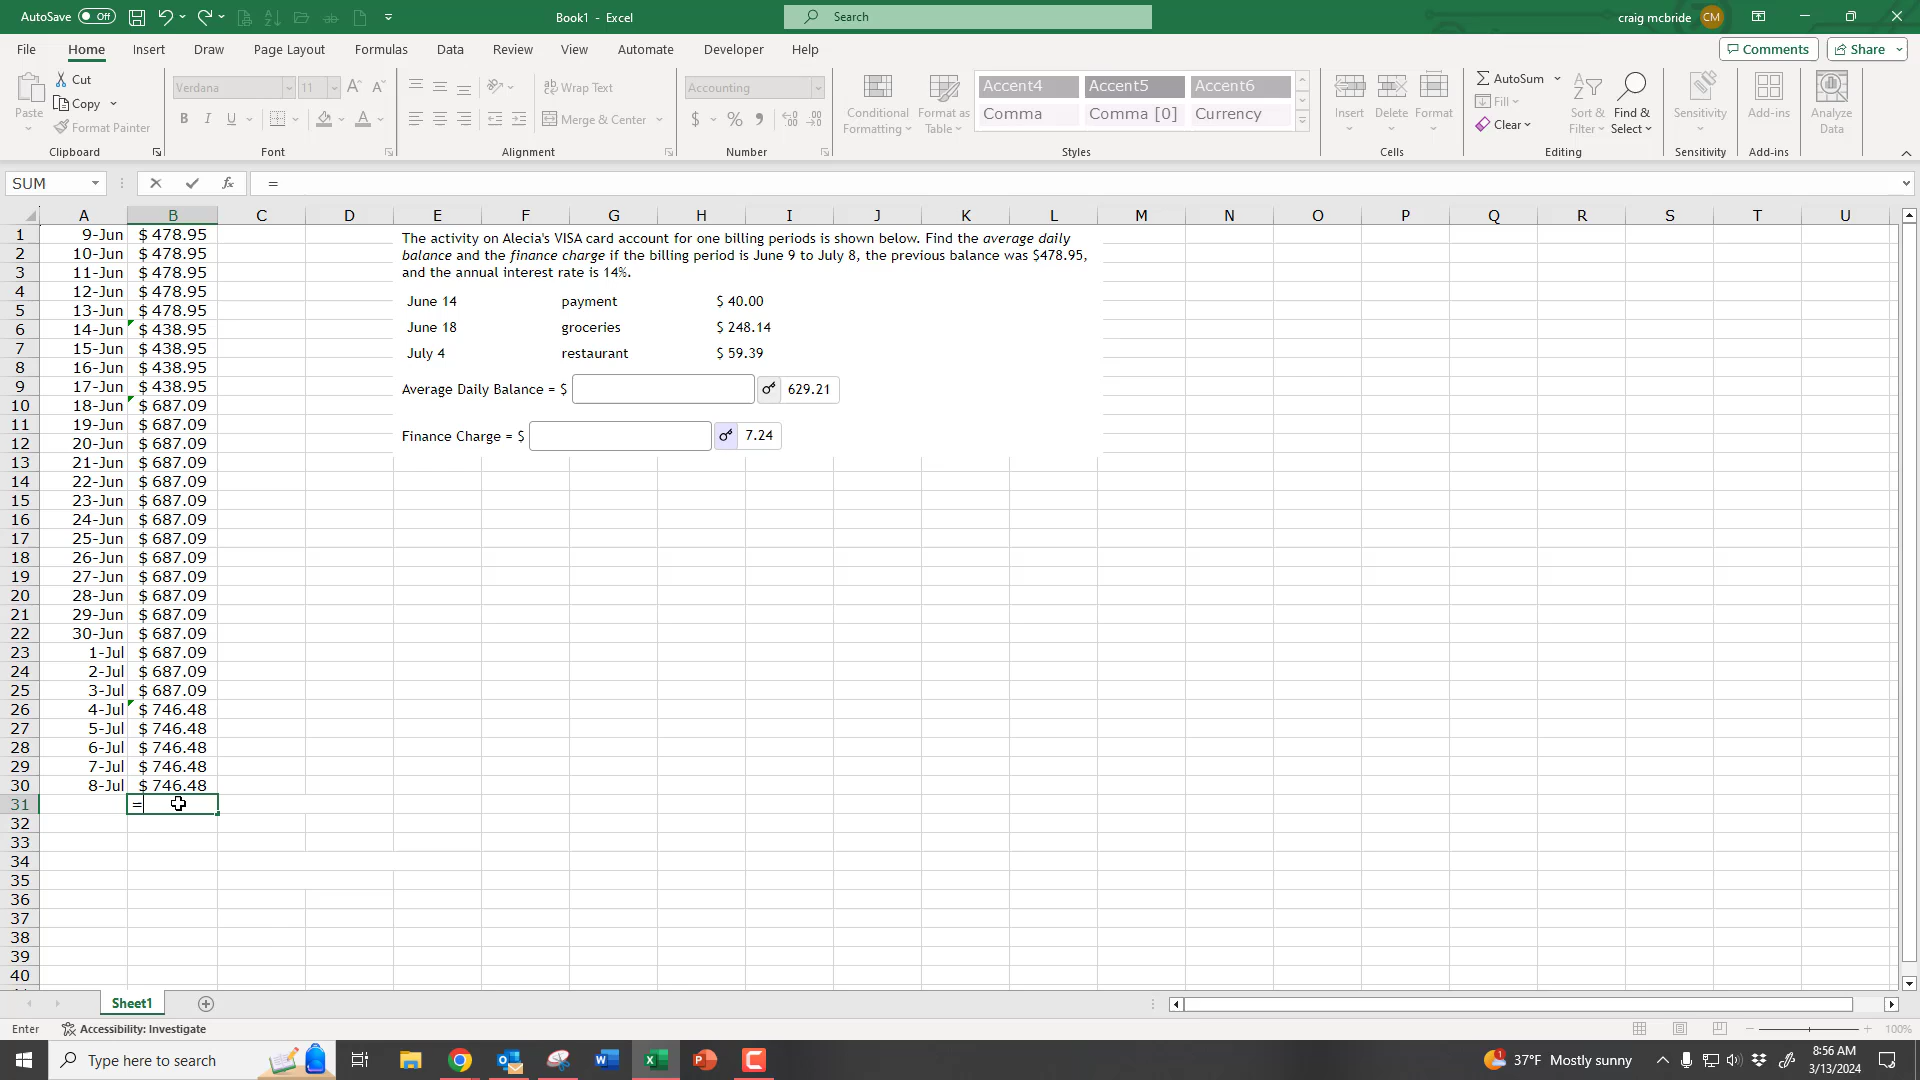 AutoSave Off Book1 - Excel Search craig mcbride CM
File Home Insert Draw Page Layout Formulas Data Review View Automate Developer Help Comments Share
Paste Cut Copy Format Painter Clipboard
Verdana 11 A A B I U A Font
Wrap Text Merge & Center Alignment
Accounting $ % Number
Conditional Formatting Format as Table Accent4 Accent5 Accent6 Comma Comma [0] Currency Styles
Insert Delete Format Cells
AutoSum Fill Clear Sort & Filter Find & Select Editing
Sensitivity Sensitivity Add-ins Add-ins Analyze Data
SUM fx =
A B C D E F G H I J K L M N O P Q R S T U
1 9-Jun $ 478.95
2 10-Jun $ 478.95
3 11-Jun $ 478.95
4 12-Jun $ 478.95
5 13-Jun $ 478.95
6 14-Jun $ 438.95
7 15-Jun $ 438.95
8 16-Jun $ 438.95
9 17-Jun $ 438.95
10 18-Jun $ 687.09
11 19-Jun $ 687.09
12 20-Jun $ 687.09
13 21-Jun $ 687.09
14 22-Jun $ 687.09
15 23-Jun $ 687.09
16 24-Jun $ 687.09
17 25-Jun $ 687.09
18 26-Jun $ 687.09
19 27-Jun $ 687.09
20 28-Jun $ 687.09
21 29-Jun $ 687.09
22 30-Jun $ 687.09
23 1-Jul $ 687.09
24 2-Jul $ 687.09
25 3-Jul $ 687.09
26 4-Jul $ 746.48
27 5-Jul $ 746.48
28 6-Jul $ 746.48
29 7-Jul $ 746.48
30 8-Jul $ 746.48
31 =
32
33
34
35
36
37
38
39
40
The activity on Alecia's VISA card account for one billing periods is shown below. Find the average daily
balance and the finance charge if the billing period is June 9 to July 8, the previous balance was $478.95,
and the annual interest rate is 14%.
June 14 payment $ 40.00
June 18 groceries $ 248.14
July 4 restaurant $ 59.39
Average Daily Balance = $ 629.21
Finance Charge = $ 7.24
Sheet1
Enter Accessibility: Investigate 100%
Type here to search 1 37°F Mostly sunny 8:56 AM
3/13/2024